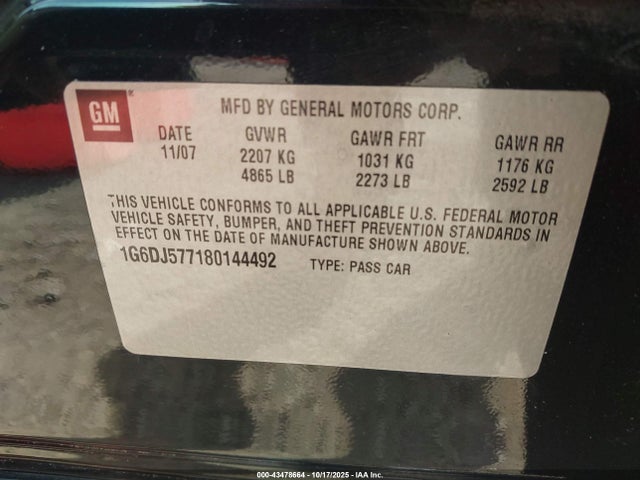 GM
MFD BY GENERAL MOTORS CORP.
DATE GVWR GAWR FRT GAWR RR
11/07 2207 KG 1031 KG 1176 KG
4865 LB 2273 LB 2592 LB
THIS VEHICLE CONFORMS TO ALL APPLICABLE U.S. FEDERAL MOTOR
VEHICLE SAFETY, BUMPER, AND THEFT PREVENTION STANDARDS IN
EFFECT ON THE DATE OF MANUFACTURE SHOWN ABOVE.
1G6DJ577180144492 TYPE: PASS CAR
000-43478664 | 10/17/2025 | IAA Inc.